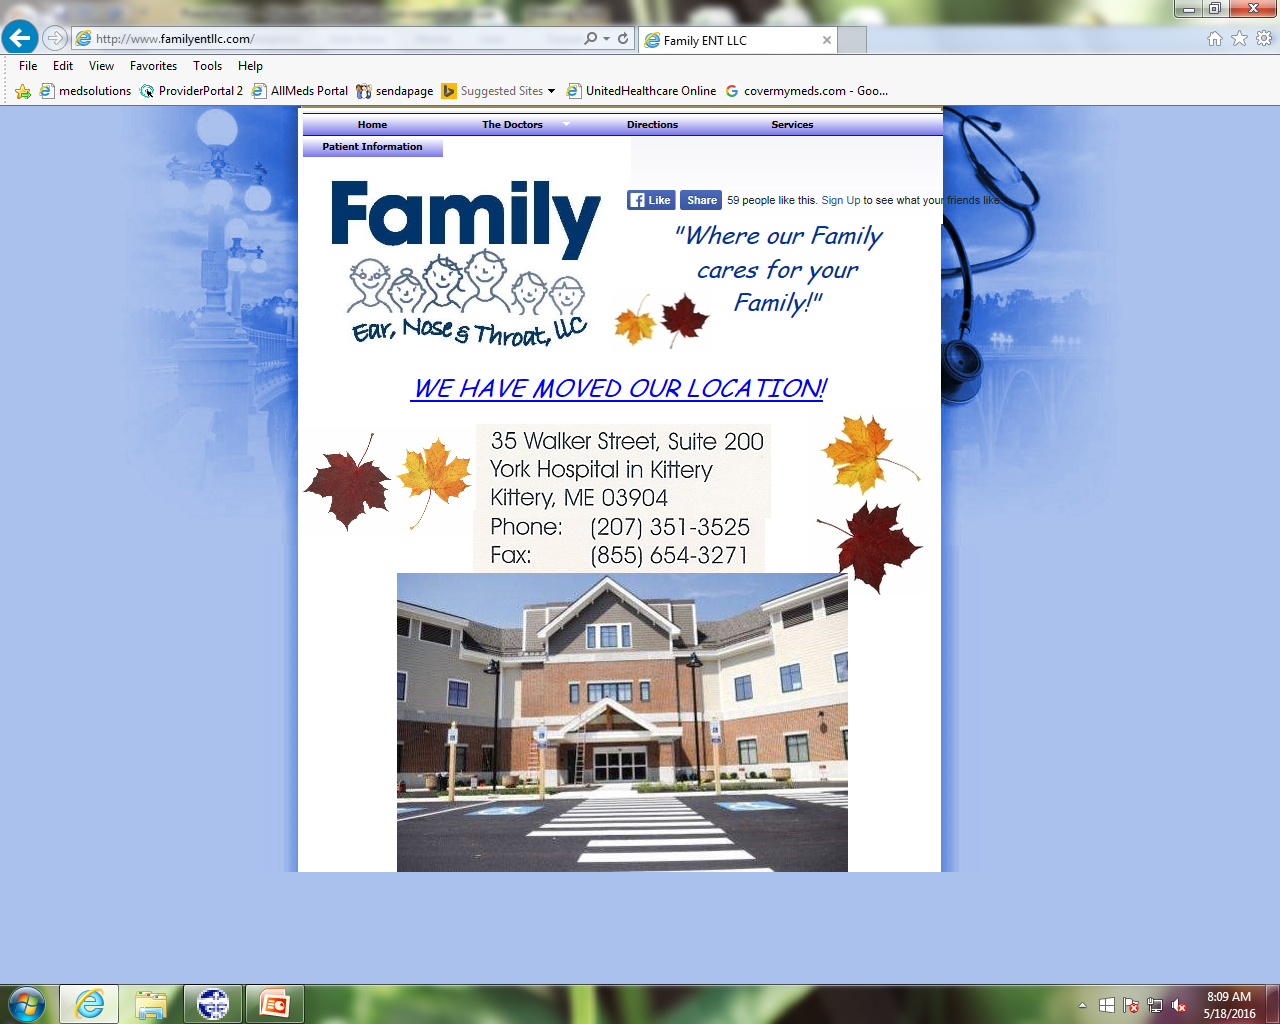 http://www.familyentllc.com/
Family ENT LLC
File Edit View Favorites Tools Help
medsolutions ProviderPortal 2 AllMeds Portal sendapage Suggested Sites UnitedHealthcare Online covermymeds.com - Goo...
Home The Doctors Directions Services
Patient Information
Family
Ear, Nose & Throat, LLC
Like Share 59 people like this. Sign Up to see what your friends like.
"Where our Family
cares for your
Family!"
WE HAVE MOVED OUR LOCATION!
35 Walker Street, Suite 200
York Hospital in Kittery
Kittery, ME 03904
Phone: (207) 351-3525
Fax: (855) 654-3271
8:09 AM
5/18/2016